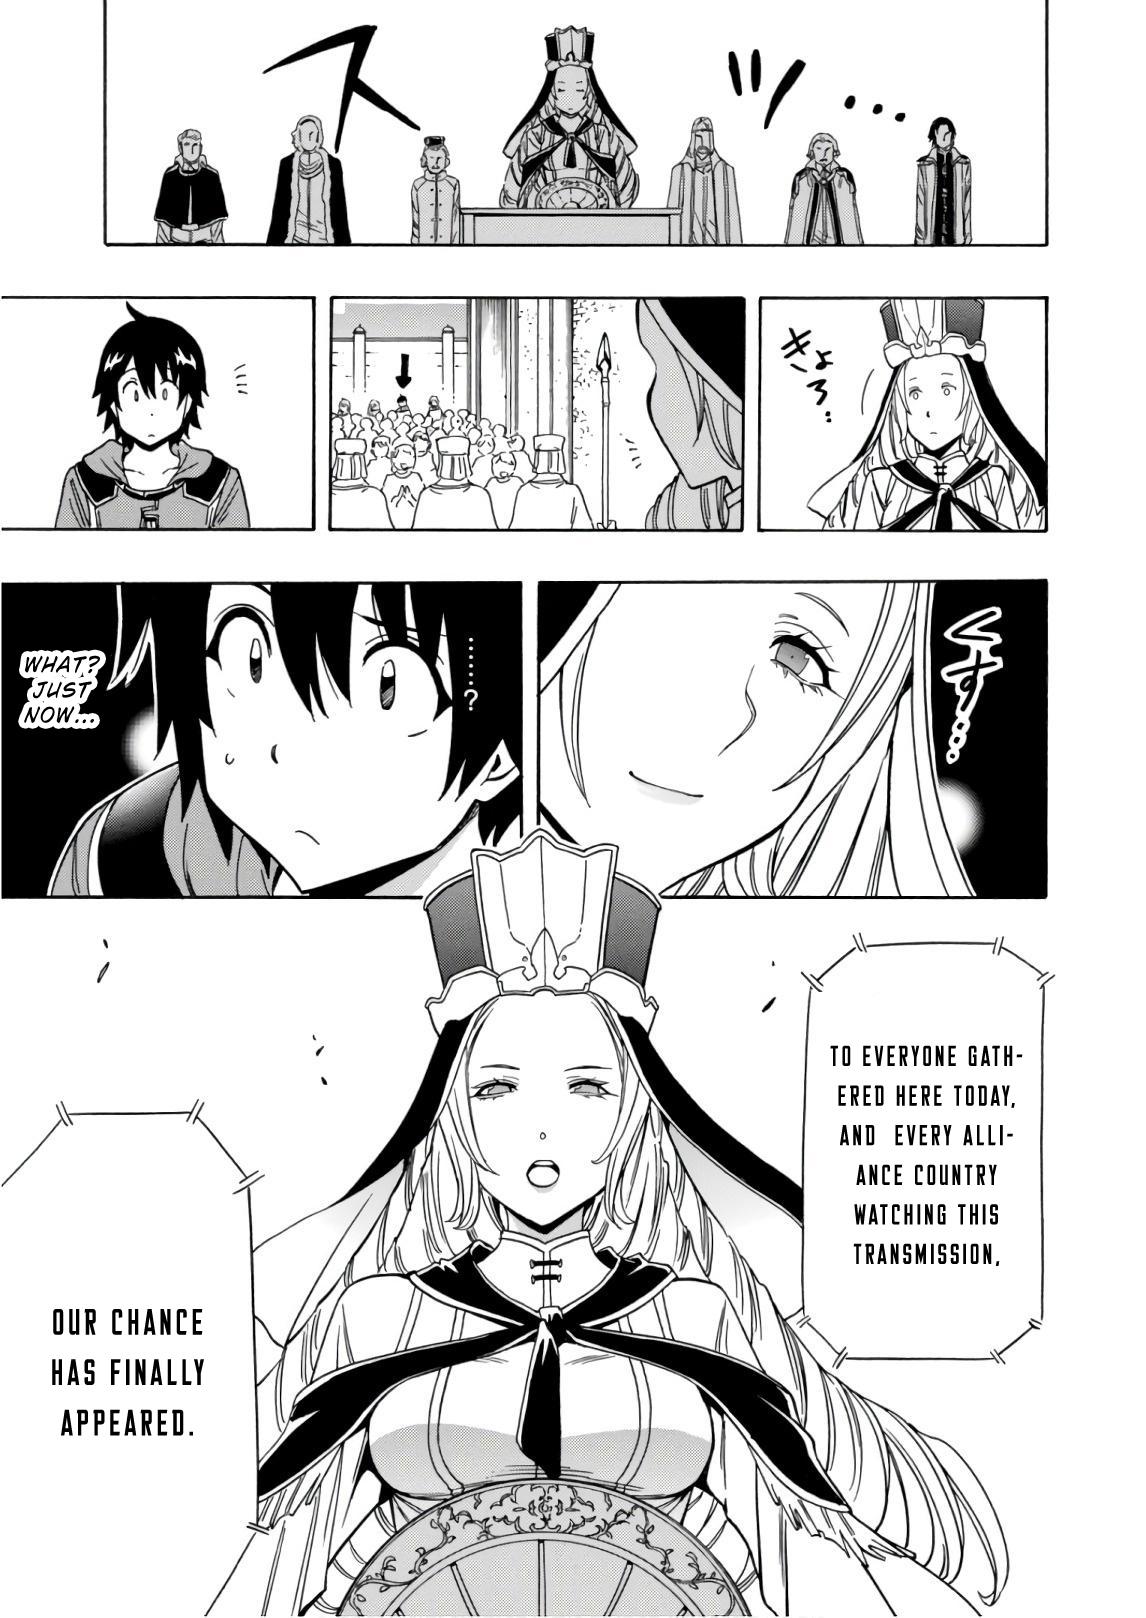 スッ…
きょろ。
くす…
……?
WHAT?
JUST
NOW...
TO EVERYONE GATH-
ERED HERE TODAY,
AND EVERY ALLI-
ANCE COUNTRY
WATCHING THIS
TRANSMISSION,
OUR CHANCE
HAS FINALLY
APPEARED.